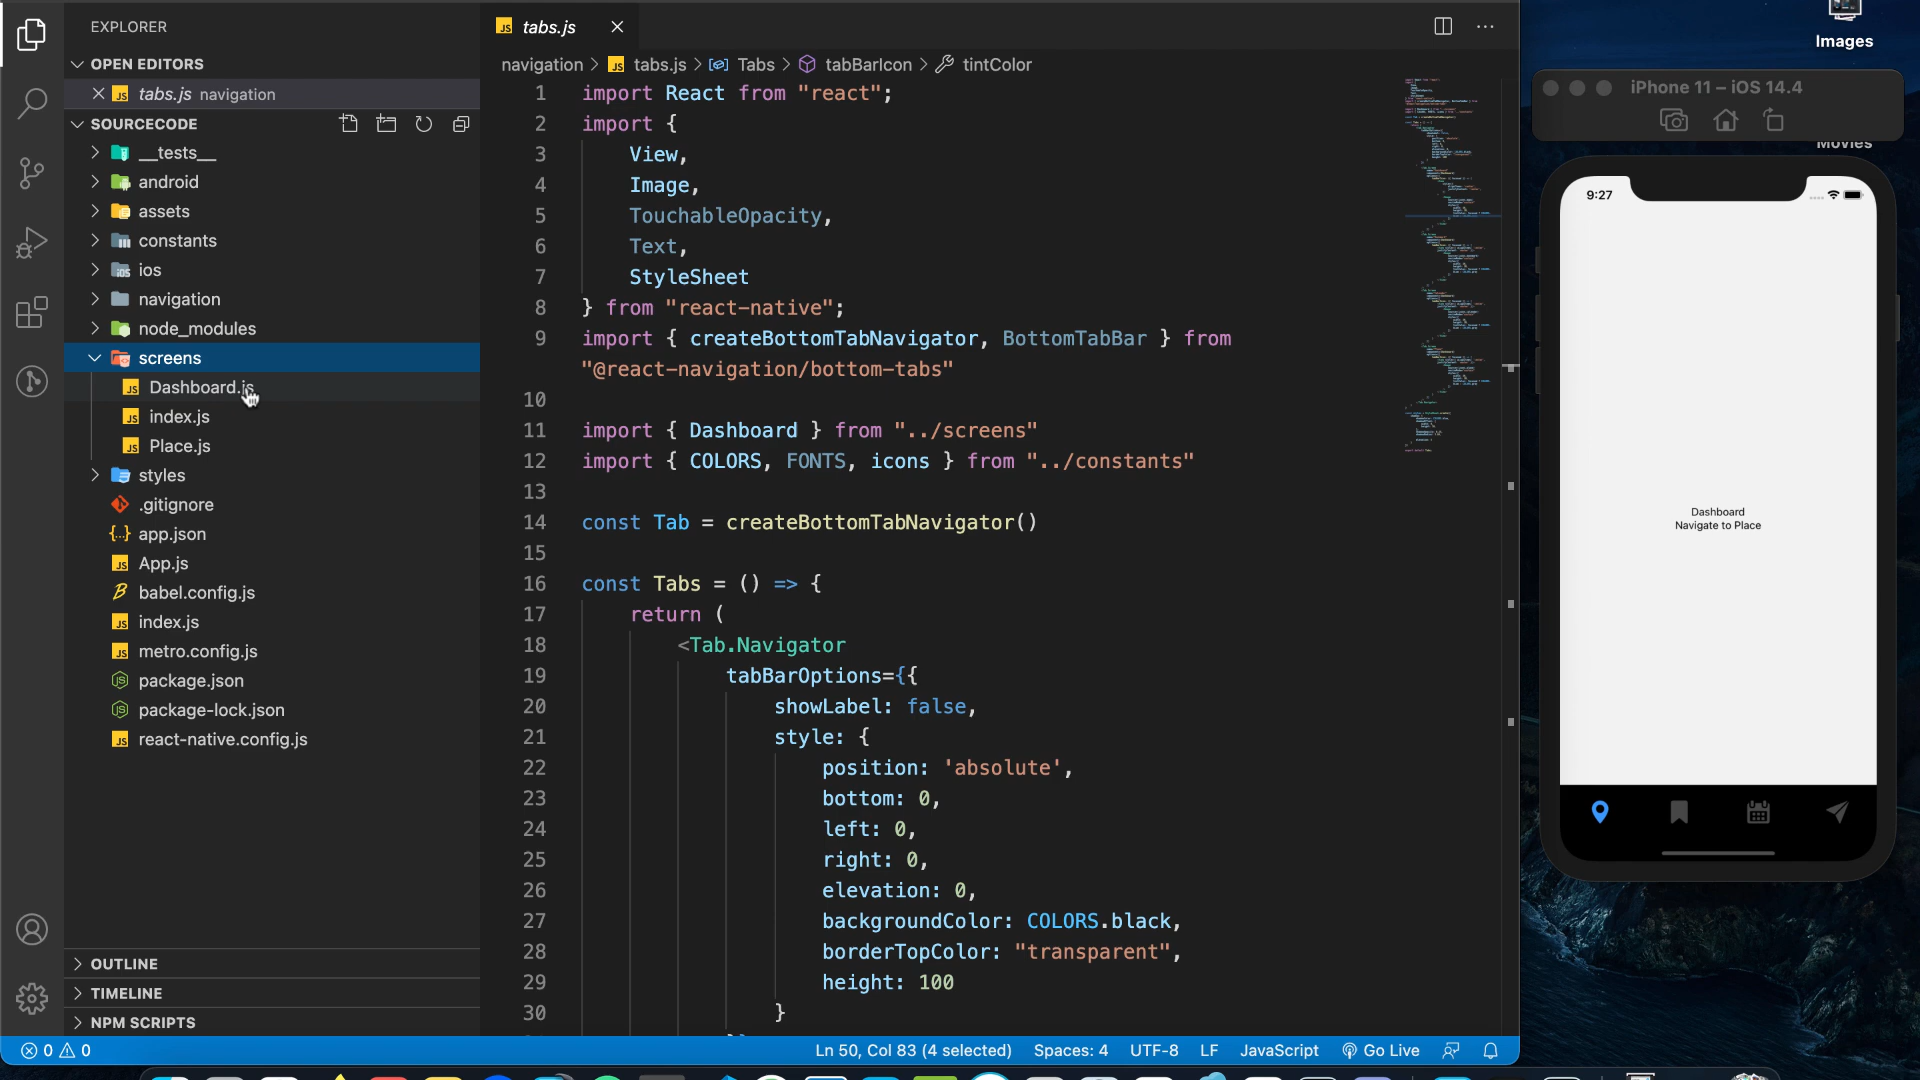 EXPLORER
OPEN EDITORS
tabs.js navigation
SOURCECODE
__tests__
android
assets
constants
ios
navigation
node_modules
screens
Dashboard.js
index.js
Place.js
styles
.gitignore
app.json
App.js
babel.config.js
index.js
metro.config.js
package.json
package-lock.json
react-native.config.js
OUTLINE
TIMELINE
NPM SCRIPTS
tabs.js
navigation > tabs.js > Tabs > tabBarIcon > tintColor
1 import React from "react";
2 import {
3 View,
4 Image,
5 TouchableOpacity,
6 Text,
7 StyleSheet
8 } from "react-native";
9 import { createBottomTabNavigator, BottomTabBar } from
"@react-navigation/bottom-tabs"
10
11 import { Dashboard } from "../screens"
12 import { COLORS, FONTS, icons } from "../constants"
13
14 const Tab = createBottomTabNavigator()
15
16 const Tabs = () => {
17 return (
18 <Tab.Navigator
19 tabBarOptions={{
20 showLabel: false,
21 style: {
22 position: 'absolute',
23 bottom: 0,
24 left: 0,
25 right: 0,
26 elevation: 0,
27 backgroundColor: COLORS.black,
28 borderTopColor: "transparent",
29 height: 100
30 }
0 0
Ln 50, Col 83 (4 selected) Spaces: 4 UTF-8 LF JavaScript Go Live
Images
iPhone 11 – iOS 14.4
Movies
9:27
Dashboard
Navigate to Place